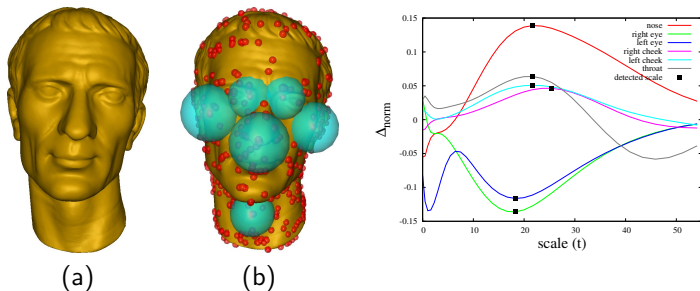 (a)
(b)
0.15
0.1
0.05
0
-0.05
-0.1
-0.15
Δnorm
nose
right eye
left eye
right cheek
left cheek
throat
detected scale
0 10 20 30 40 50
scale (t)